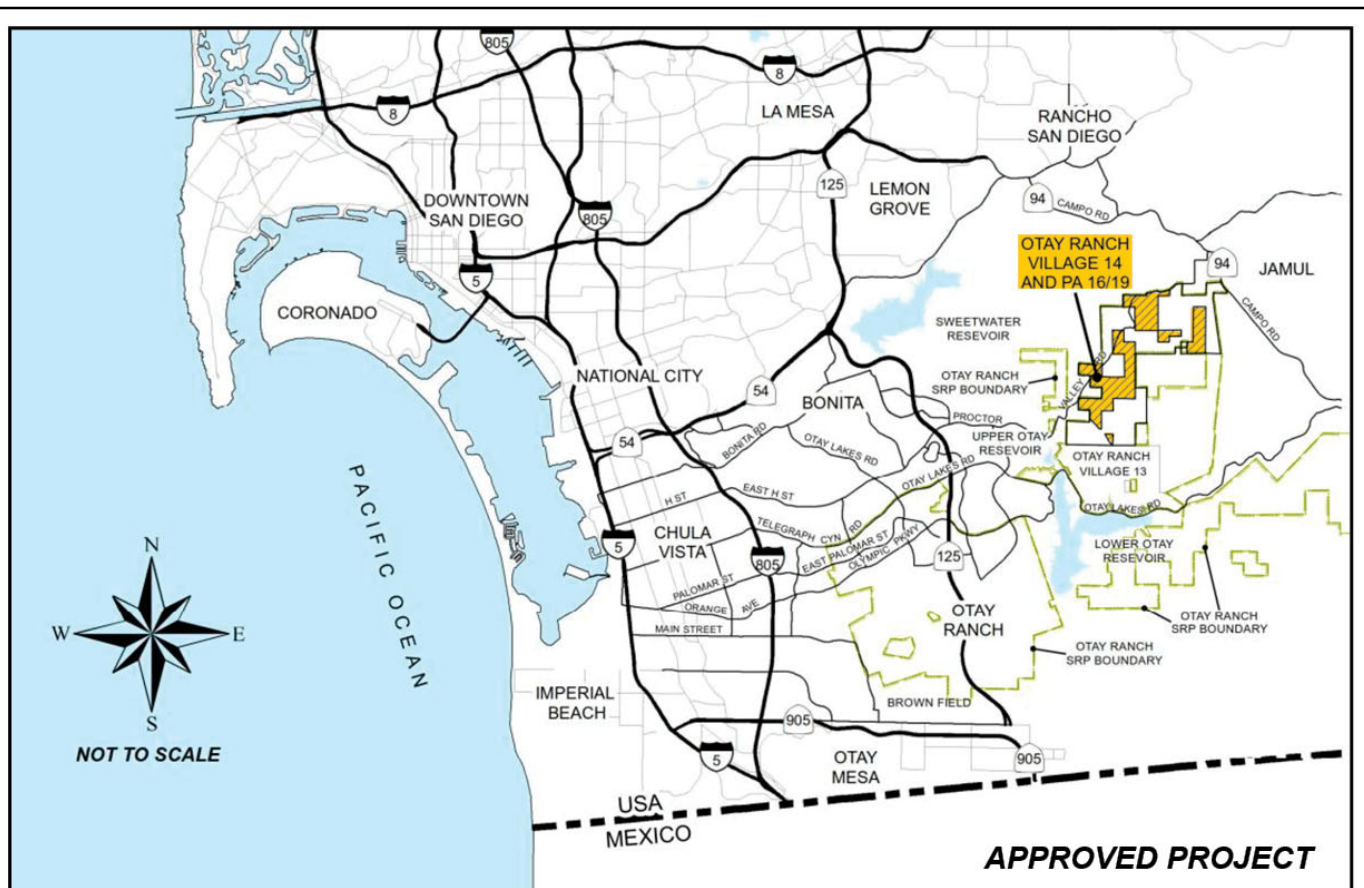 805
8
8
LA MESA
RANCHO
SAN DIEGO
125
LEMON
GROVE
DOWNTOWN
SAN DIEGO
805
94
CAMPO RD
OTAY RANCH
VILLAGE 14
AND PA 16/19
94
JAMUL
5
CORONADO
CAMPO RD
SWEETWATER
RESEVOIR
NATIONAL CITY
OTAY RANCH
SRP BOUNDARY
VALLEY
RD
54
BONITA
PROCTOR
54
BONITA RD
OTAY LAKES RD
UPPER OTAY
RESEVOIR
OTAY RANCH
VILLAGE 13
OTAY LAKES RD
H ST
EAST H ST
OTAY LAKES RD
PACIFIC OCEAN
TELEGRAPH CYN RD
CHULA
VISTA
5
805
EAST PALOMAR ST
OLYMPIC PKWY
125
LOWER OTAY
RESEVOIR
PALOMAR ST
ORANGE AVE
MAIN STREET
OTAY
RANCH
OTAY RANCH
SRP BOUNDARY
OTAY RANCH
SRP BOUNDARY
N
W
E
S
NOT TO SCALE
IMPERIAL
BEACH
BROWN FIELD
905
5
OTAY
MESA
905
USA
MEXICO
APPROVED PROJECT